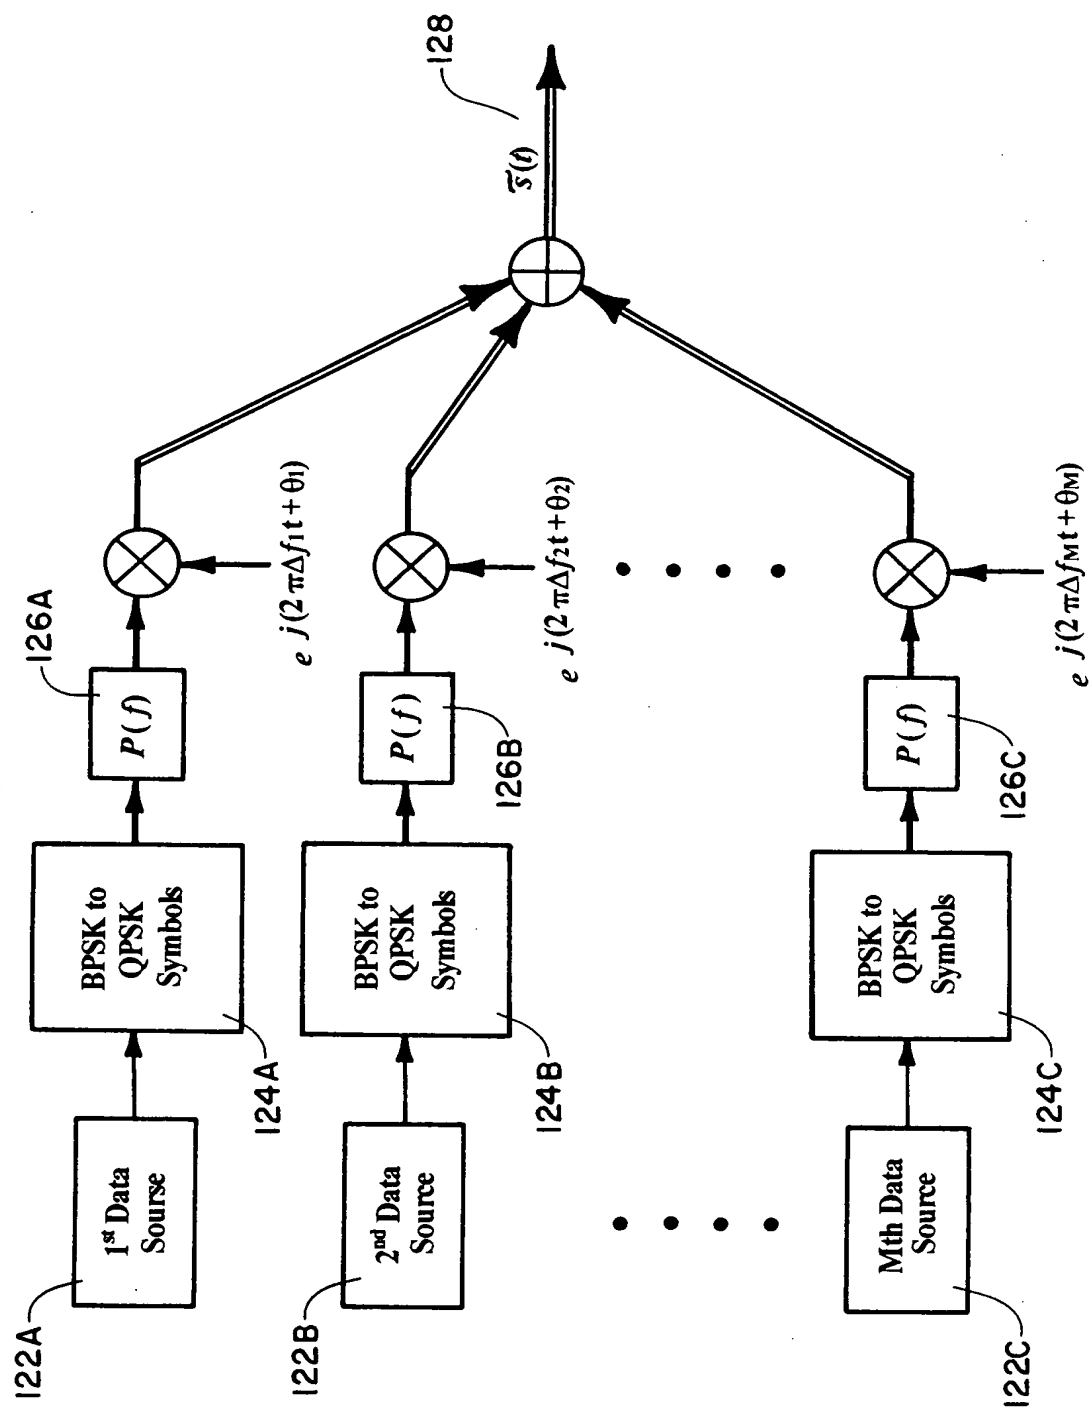 122A
1st Data
Sourse
124A
BPSK to
QPSK
Symbols
126A
P(f)
e j(2πΔf1t+θ1)
122B
2nd Data
Source
124B
BPSK to
QPSK
Symbols
126B
P(f)
e j(2πΔf2t+θ2)
122C
Mth Data
Source
124C
BPSK to
QPSK
Symbols
126C
P(f)
e j(2πΔfMt+θM)
s̃(t)
128